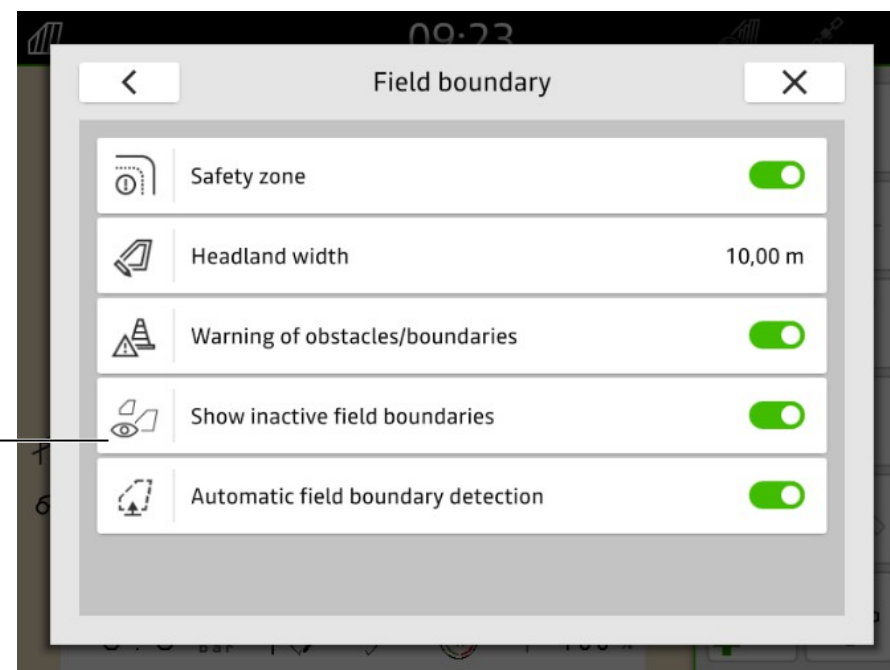 09:23
Field boundary
Safety zone
Headland width 10,00 m
Warning of obstacles/boundaries
Show inactive field boundaries
Automatic field boundary detection